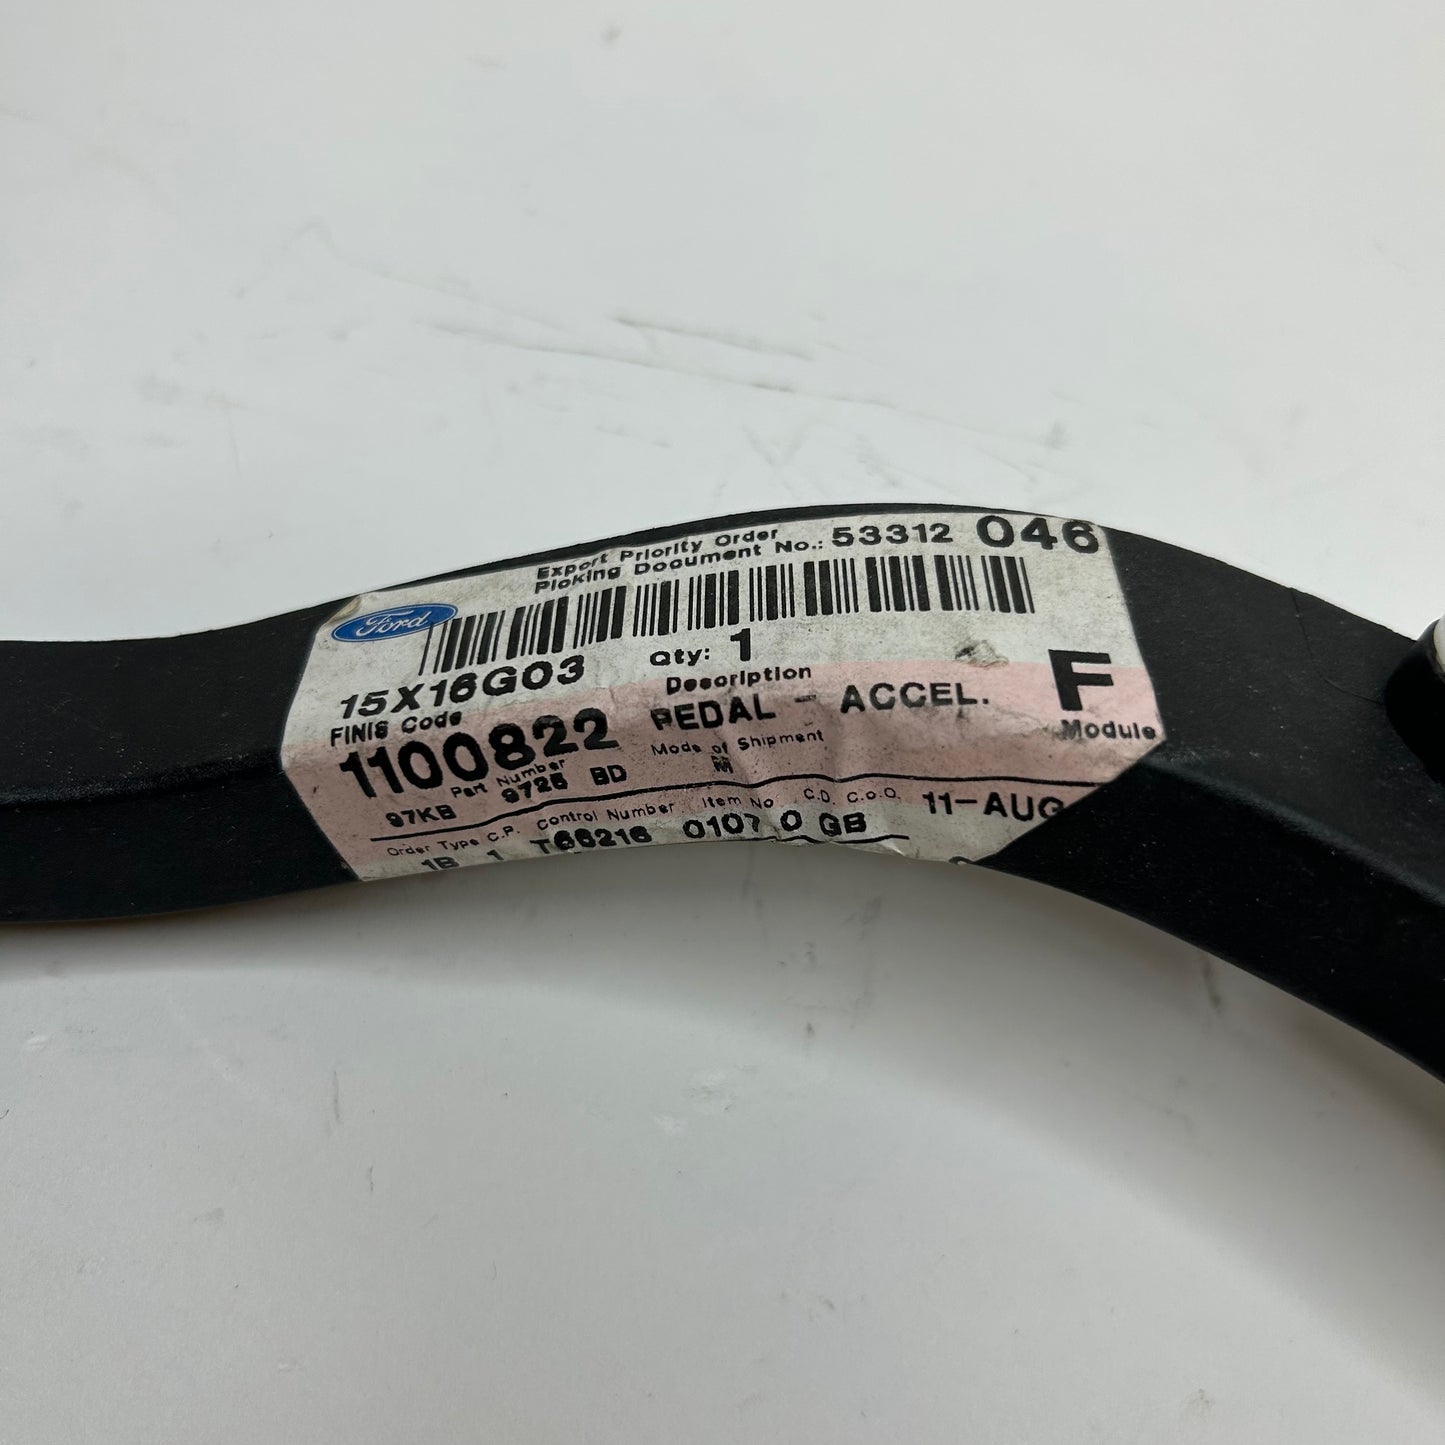 Export Priority Order
Picking Document No.: 53312 046
Ford
15X16G03 Qty: 1
FINIS Code Description
1100822 PEDAL - ACCEL. F
Part Number Mode of Shipment Module
97KB 9725 BD M
Order Type C.P. Control Number Item No C.D. C.o.O. 11-AUG
1B 1 T66216 0107 0 GB